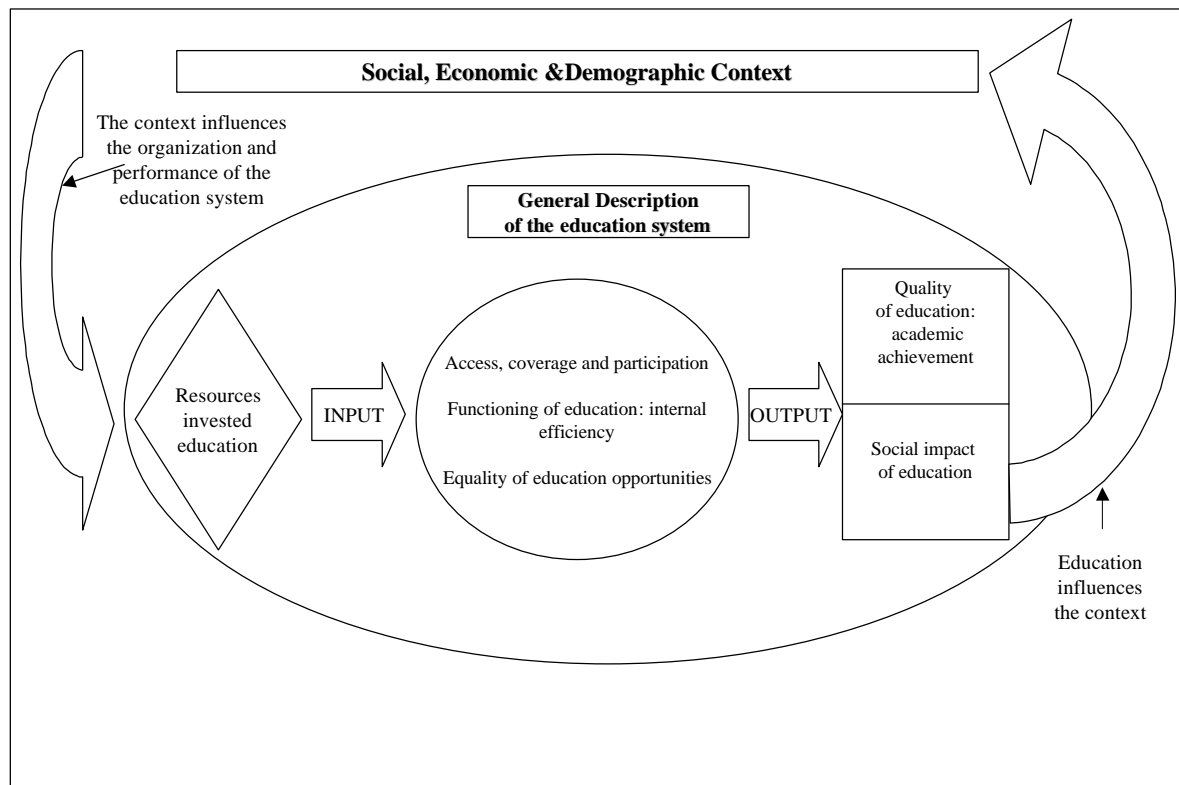 Social, Economic &Demographic Context
The context influences
the organization and
performance of the
education system
General Description
of the education system
Resources
invested
education
INPUT
Access, coverage and participation
Functioning of education: internal
efficiency
Equality of education opportunities
OUTPUT
Quality
of education:
academic
achievement
Social impact
of education
Education
influences
the context